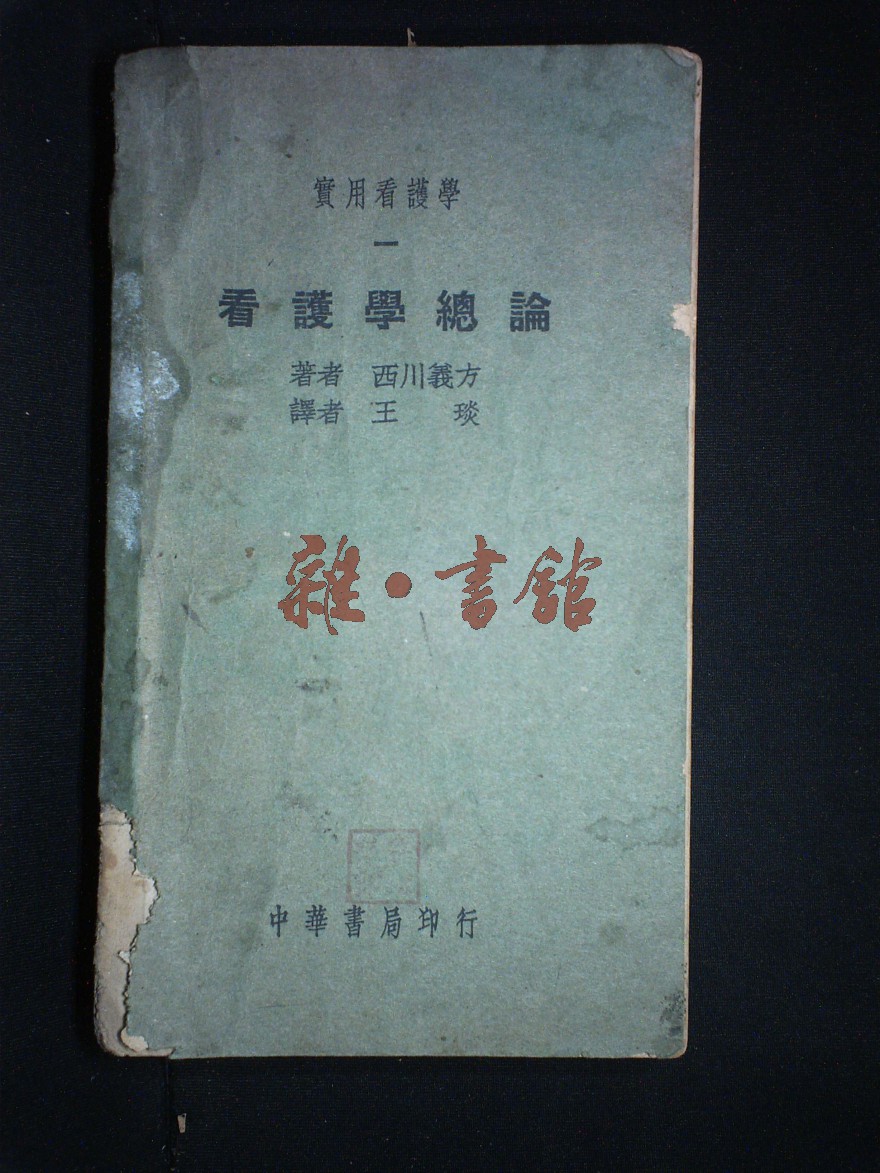 實用看護學
一
看護學總論
著者 西川義方
譯者 王 琰
雜·書館
中華書局印行